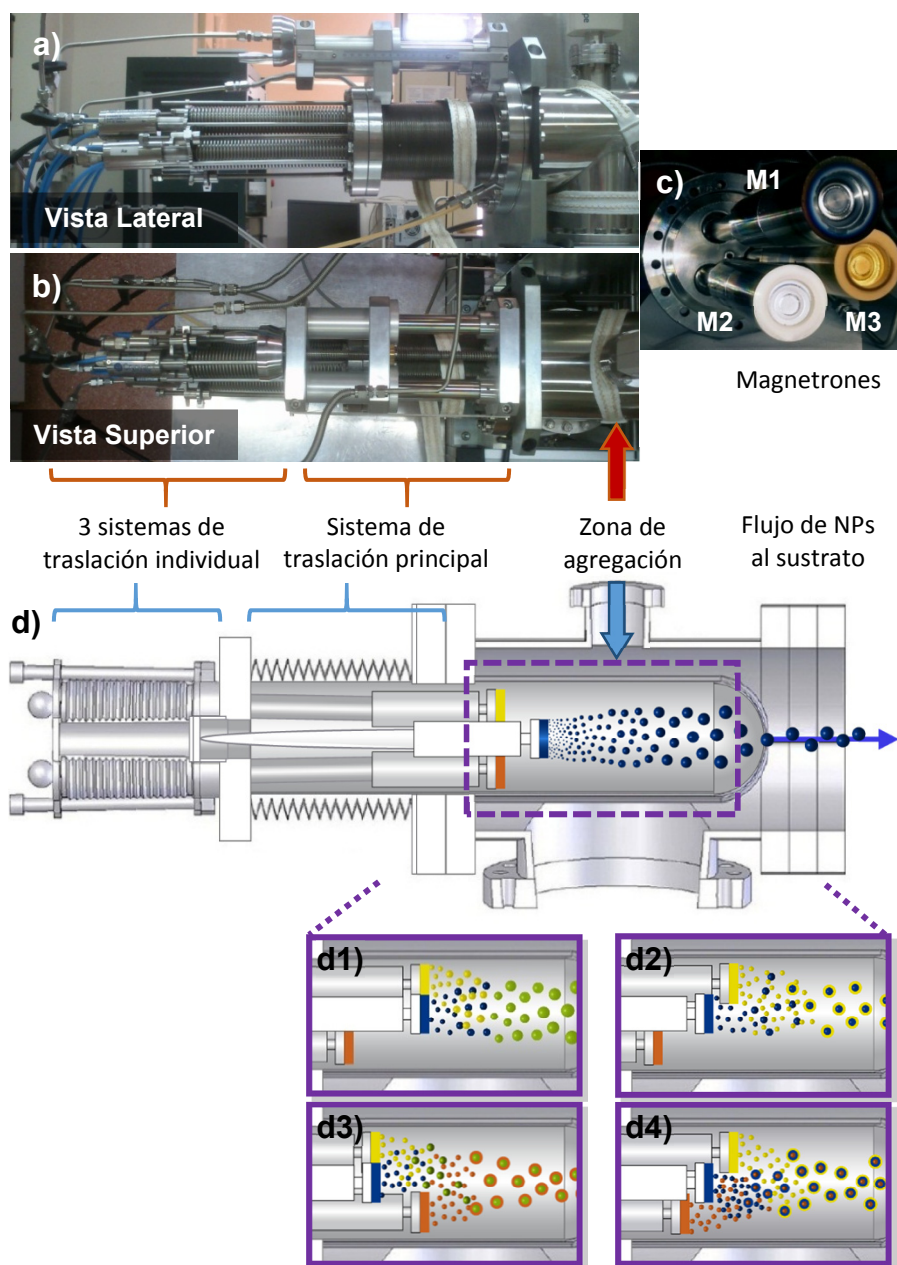 a)
Vista Lateral
b)
Vista Superior
c)
M1
M2
M3
Magnetrones
3 sistemas de
traslación individual
Sistema de
traslación principal
Zona de
agregación
Flujo de NPs
al sustrato
d)
d1)
d2)
d3)
d4)